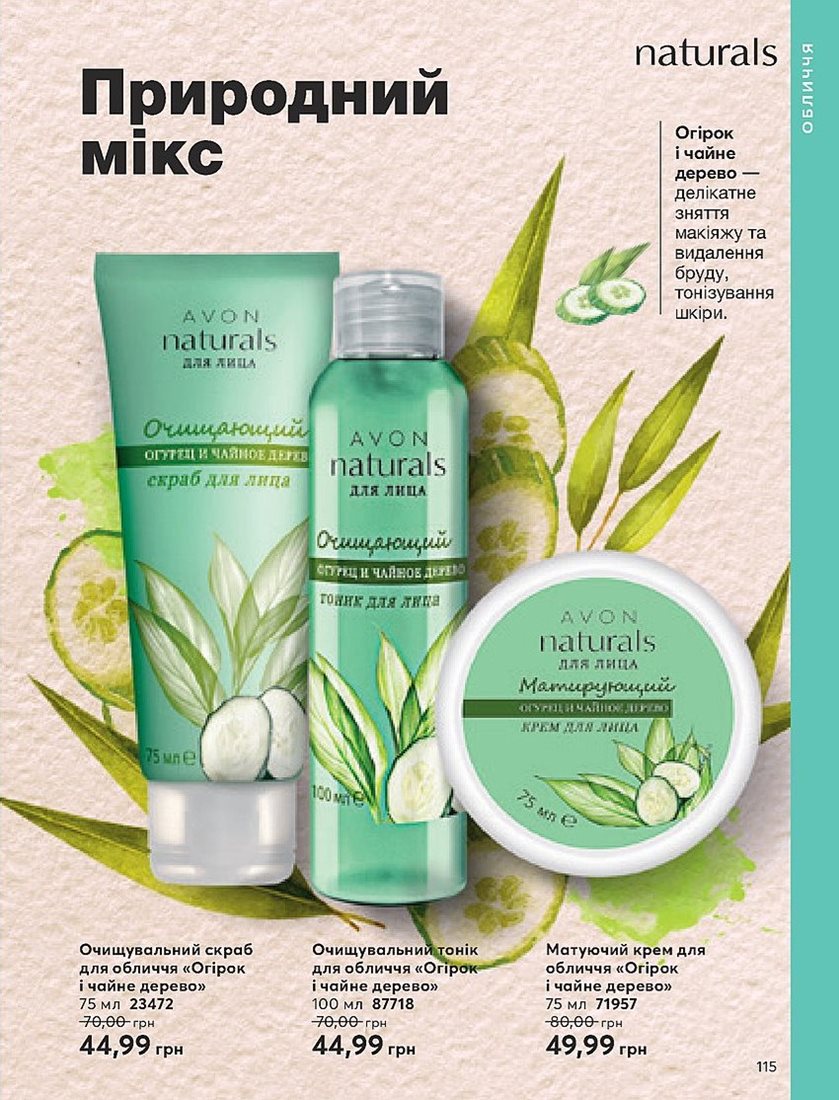 naturals
ОБЛИЧЧЯ
Природний
мікс
Огірок
і чайне
дерево —
делікатне
зняття
макіяжу та
видалення
бруду,
тонізування
шкіри.
AVON
naturals
ДЛЯ ЛИЦА
Очищающий
ОГУРЕЦ И ЧАЙНОЕ ДЕРЕВ
скраб для лица
75 мл e
AVON
naturals
ДЛЯ ЛИЦА
Очищающий
ОГУРЕЦ И ЧАЙНОЕ ДЕРЕВО
тоник для лица
100 мл e
AVON
naturals
ДЛЯ ЛИЦА
Матирующий
ОГУРЕЦ И ЧАЙНОЕ ДЕРЕВО
КРЕМ ДЛЯ ЛИЦА
75 мл e
Очищувальний скраб
для обличчя «Огірок
і чайне дерево»
75 мл 23472
70,00 грн
44,99 грн
Очищувальний тонік
для обличчя «Огірок
і чайне дерево»
100 мл 87718
70,00 грн
44,99 грн
Матуючий крем для
обличчя «Огірок
і чайне дерево»
75 мл 71957
80,00 грн
49,99 грн
115